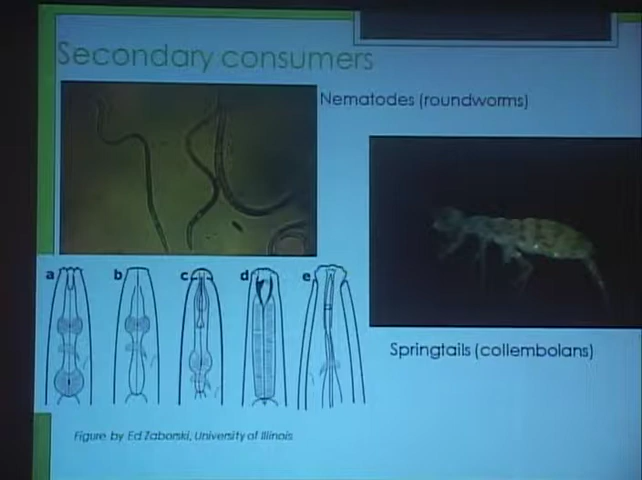 Secondary consumers
Nematodes (roundworms)
a b c d e
Springtails (collembolans)
Figure by Ed Zaborski, University of Illinois